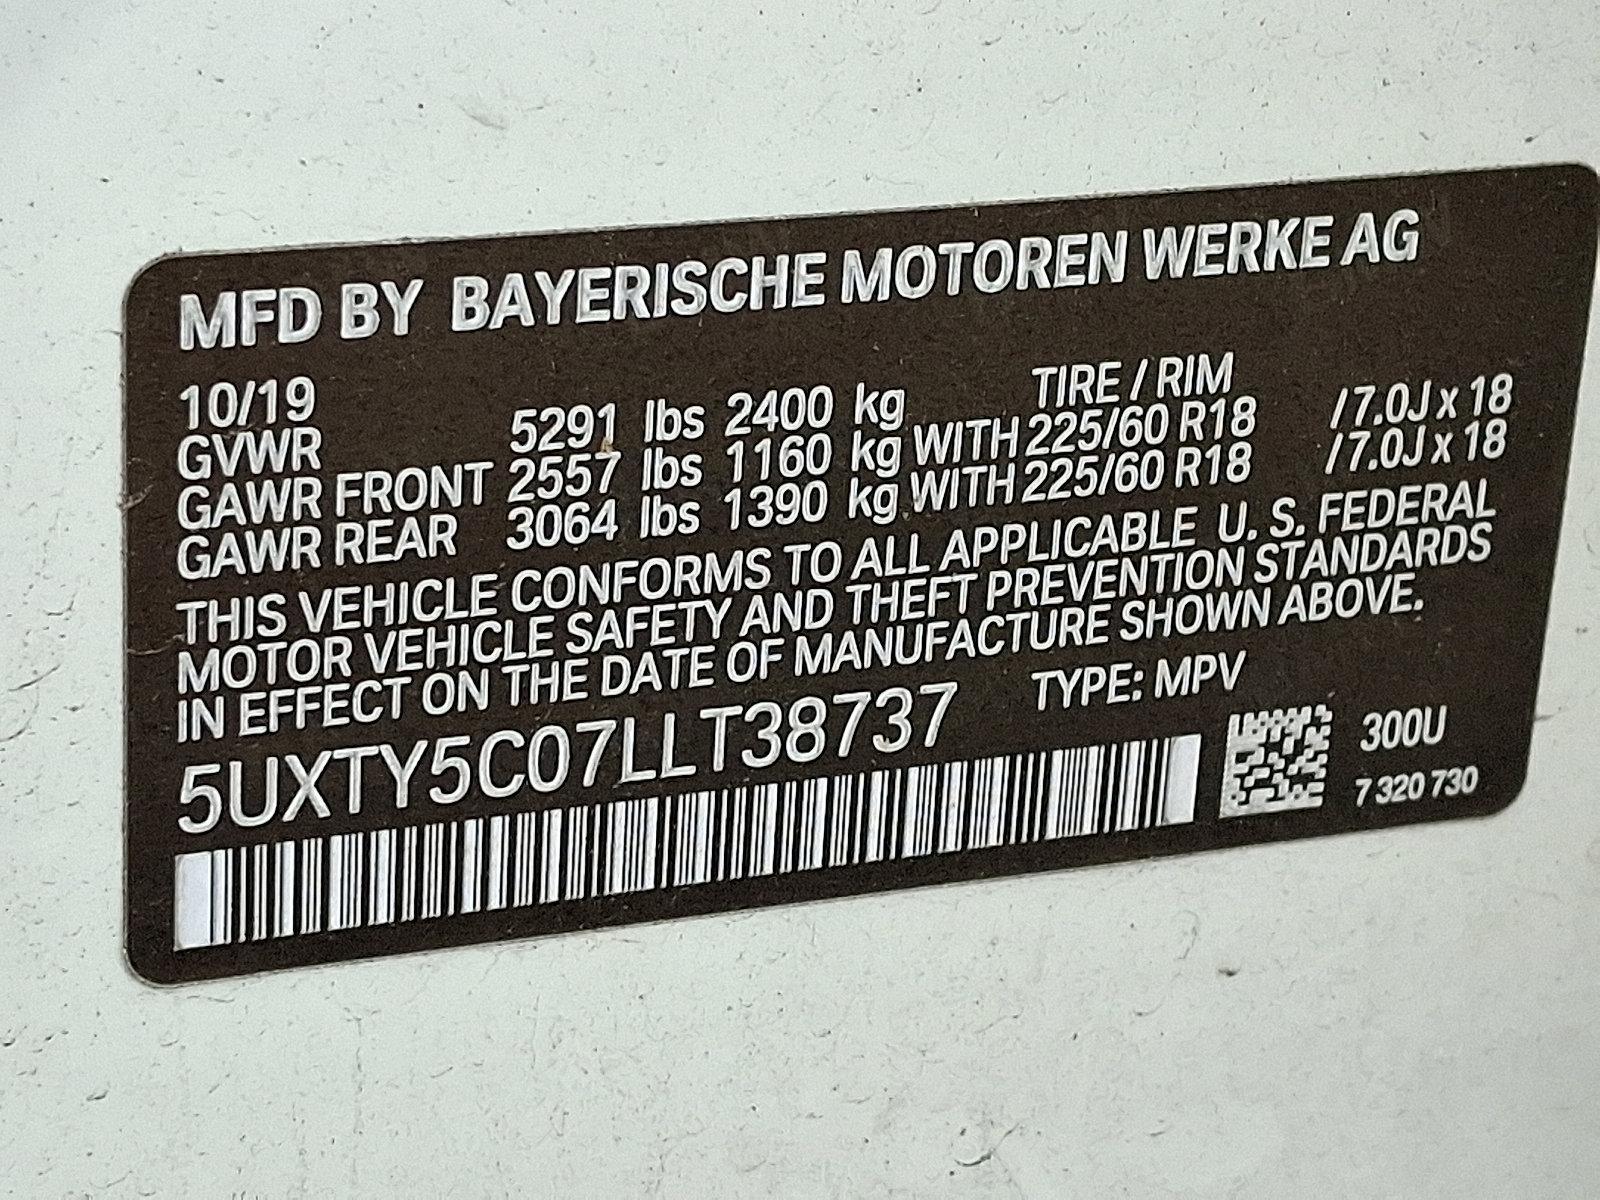 MFD BY BAYERISCHE MOTOREN WERKE AG
10/19 TIRE / RIM
GVWR 5291 lbs 2400 kg
GAWR FRONT 2557 lbs 1160 kg WITH 225/60 R18 /7.0J x 18
GAWR REAR 3064 lbs 1390 kg WITH 225/60 R18 /7.0J x 18
THIS VEHICLE CONFORMS TO ALL APPLICABLE U. S. FEDERAL
MOTOR VEHICLE SAFETY AND THEFT PREVENTION STANDARDS
IN EFFECT ON THE DATE OF MANUFACTURE SHOWN ABOVE.
5UXTY5C07LLT38737 TYPE: MPV
300U
7 320 730